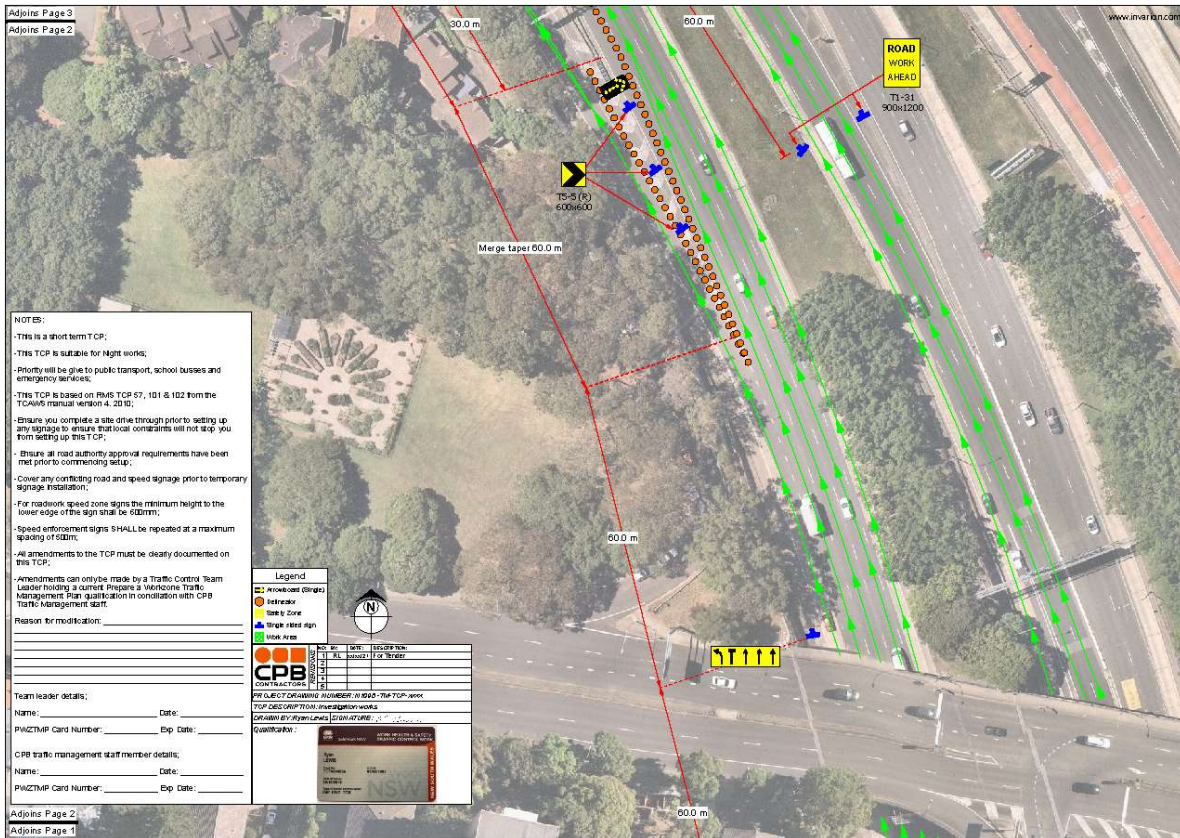 Adjoins Page 3
Adjoins Page 2
30.0 m
60.0 m
www.invarion.com
ROAD
WORK
AHEAD
T1-31
900x1200
T5-5 (R)
600x600
Merge taper 60.0 m
60.0 m
60.0 m
NOTES:
-This is a short term TCP;
-This TCP is suitable for Night works;
-Priority will be give to public transport, school busses and
emergency services;
-This TCP is based on RMS TCP 57, 101 & 102 from the
TCAWS manual version 4. 2010;
-Ensure you complete a site drive through prior to setting up
any signage to ensure that local constraints will not stop you
from setting up this TCP;
- Ensure all road authority approval requirements have been
met prior to commencing setup;
-Cover any conflicting road and speed signage prior to temporary
signage installation;
-For roadwork speed zone signs the minimum height to the
lower edge of the sign shall be 600mm;
-Speed enforcement signs SHALL be repeated at a maximum
spacing of 500m;
-All amendments to the TCP must be clearly documented on
this TCP;
-Amendments can only be made by a Traffic Control Team
Leader holding a current Prepare a Workzone Traffic
Management Plan qualification in conciliation with CPB
Traffic Management staff.
Reason for modification:
Team leader details;
Name: Date:
PWZTMP Card Number: Exp Date:
CPB traffic management staff member details;
Name: Date:
PWZTMP Card Number: Exp Date:
Legend
Arrowboard (Single)
Delineator
Safety Zone
Single sided sign
Work Area
N
CPB
CONTRACTORS
REVISIONS
NO: BY: DATE: DESCRIPTION:
1 RL For Tender
2
3
4
5
PROJECT DRAWING NUMBER:
TCP DESCRIPTION: Investigation works
DRAWN BY: Ryan Lewis SIGNATURE:
Qualification:
WORK HEALTH & SAFETY
TRAFFIC CONTROL WORK
Ryan
LEWIS
NSW
Adjoins Page 2
Adjoins Page 1